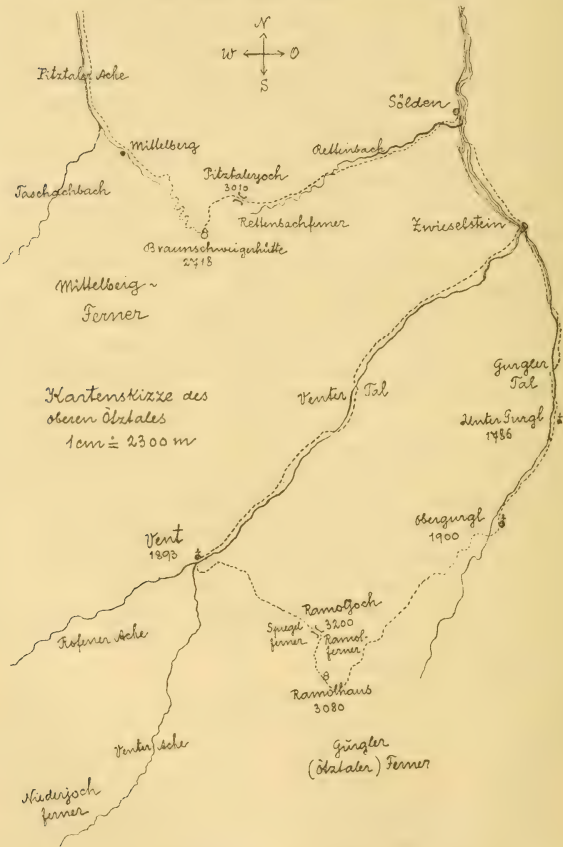 N
W O
S
Pitztaler Ache
Sölden
Mittelberg
Rettenbach
Pitztalerjoch
3010
Taschachbach
Rettenbachferner
Zwieselstein
Braunschweigerhütte
2718
Mittelberg-
Ferner
Gurgler
Tal
Kartenskizze des
oberen Ötztales
1cm ≐ 2300 m
Venter Tal
Unter Gurgl
1786
Obergurgl
1900
Vent
1893
Ramoljoch
3200
Spiegel
ferner
Ramol
ferner
Rofener Ache
Ramolhaus
3080
Venter Ache
Gurgler
(Ötztaler) Ferner
Niederjoch
ferner